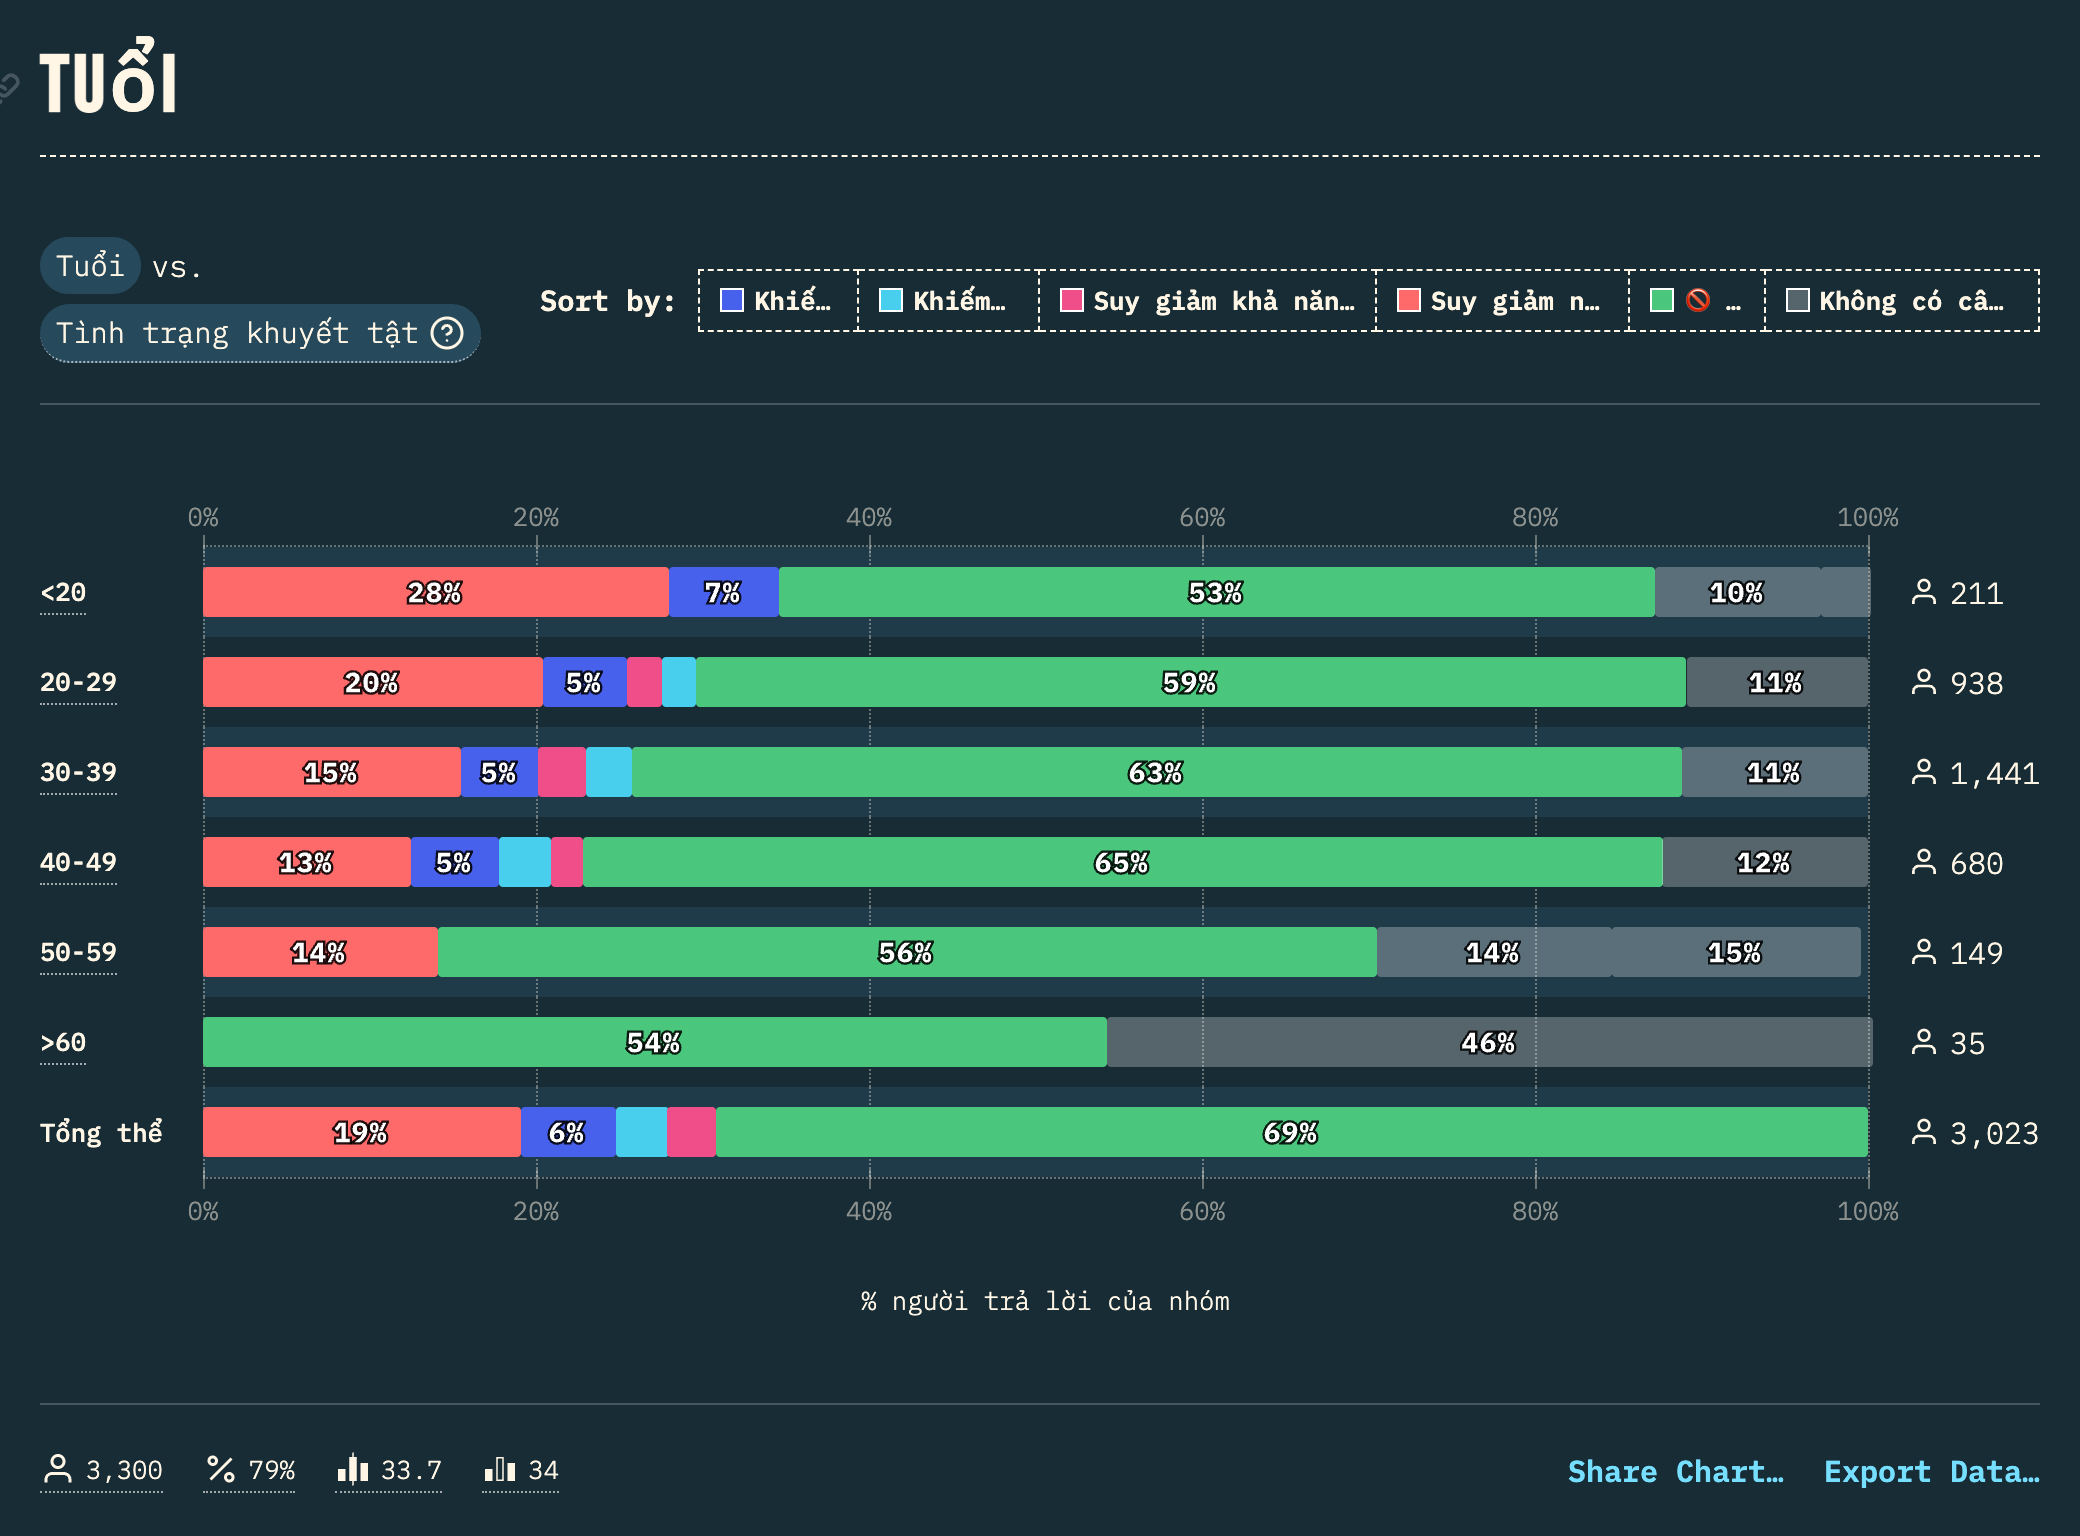 Tuổi
Tuổi vs.
Tình trạng khuyết tật ?
Sort by: Khiế… Khiếm… Suy giảm khả năn… Suy giảm n… 🚫 … Không có câ…
0% 20% 40% 60% 80% 100%
<20 28% 7% 53% 10% 211
20-29 20% 5% 59% 11% 938
30-39 15% 5% 63% 11% 1,441
40-49 13% 5% 65% 12% 680
50-59 14% 56% 14% 15% 149
>60 54% 46% 35
Tổng thể 19% 6% 69% 3,023
0% 20% 40% 60% 80% 100%
% người trả lời của nhóm
3,300 79% 33.7 34 Share Chart… Export Data…